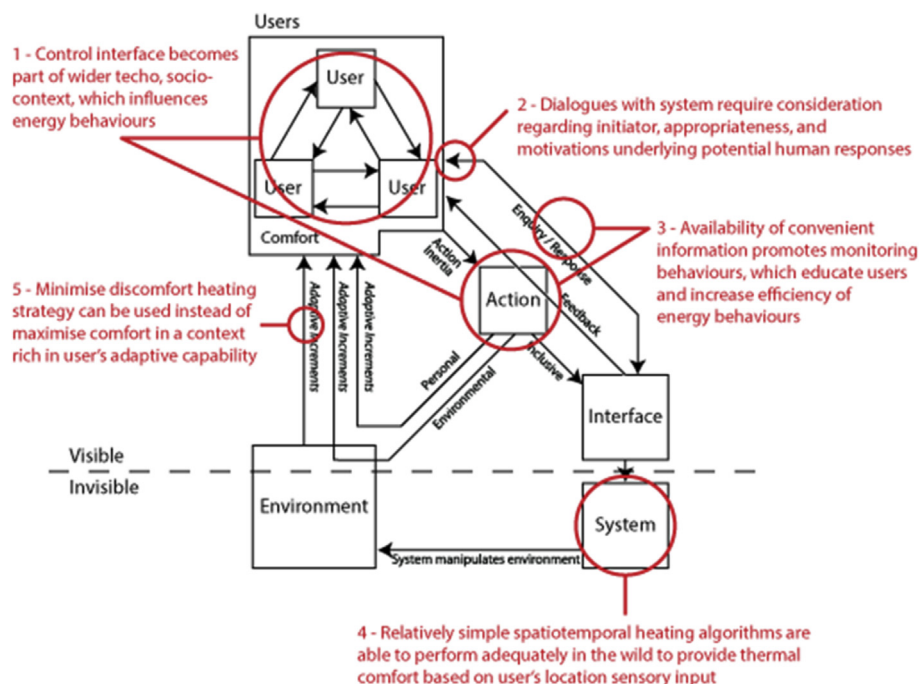 Users
1 - Control interface becomes
part of wider techo, socio-
context, which influences
energy behaviours
User
User
User
Comfort
2 - Dialogues with system require consideration
regarding initiator, appropriateness, and
motivations underlying potential human responses
Enquiry / Response
3 - Availability of convenient
information promotes monitoring
behaviours, which educate users
and increase efficiency of
energy behaviours
Action
Inertia
Action
Feedback
5 - Minimise discomfort heating
strategy can be used instead of
maximise comfort in a context
rich in user's adaptive capability
Adaptive Increments
Adaptive Increments
Adaptive Increments
Personal
Environmental
Inclusive
Interface
Visible
Invisible
Environment
System
System manipulates environment
4 - Relatively simple spatiotemporal heating algorithms are
able to perform adequately in the wild to provide thermal
comfort based on user's location sensory input